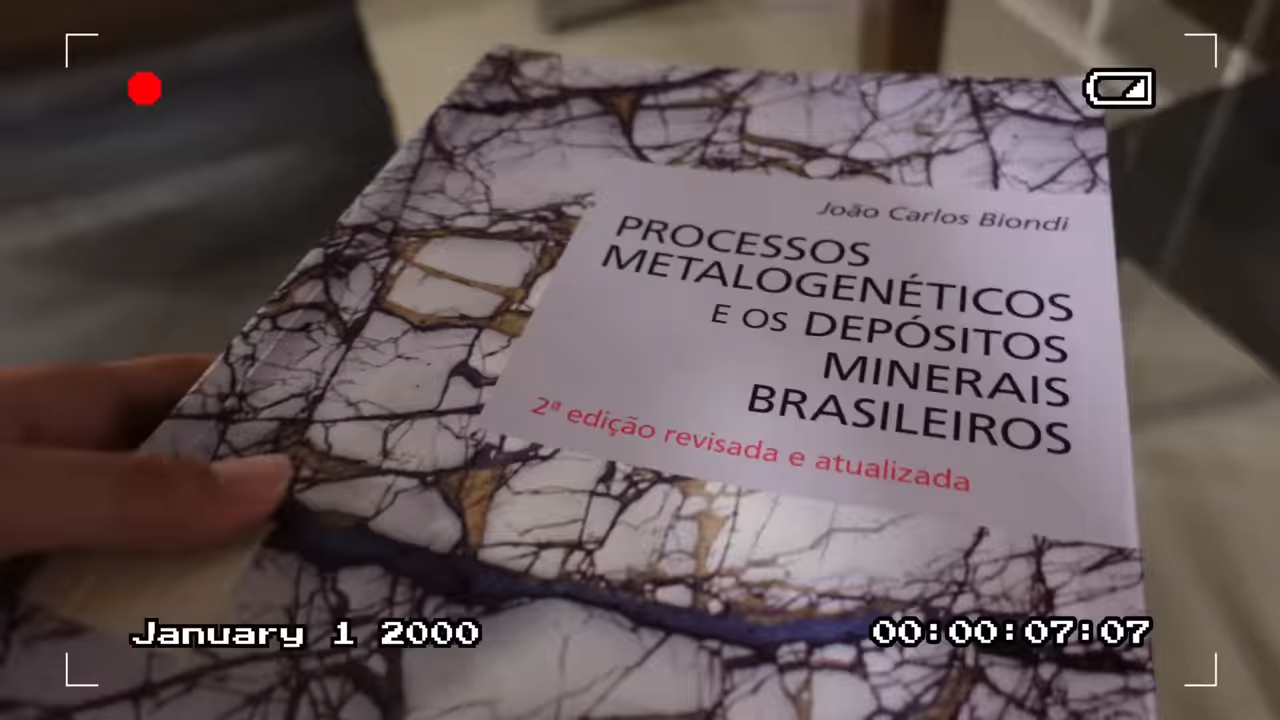 João Carlos Biondi
PROCESSOS
METALOGENÉTICOS
E OS DEPÓSITOS
MINERAIS
BRASILEIROS
2ª edição revisada e atualizada
January 1 2000
00:00:07:07